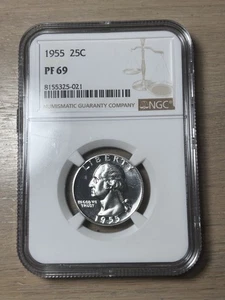 1955 25C
PF 69
8155325-021
NUMISMATIC GUARANTY COMPANY
NGC
LIBERTY
IN GOD WE
TRUST
1955